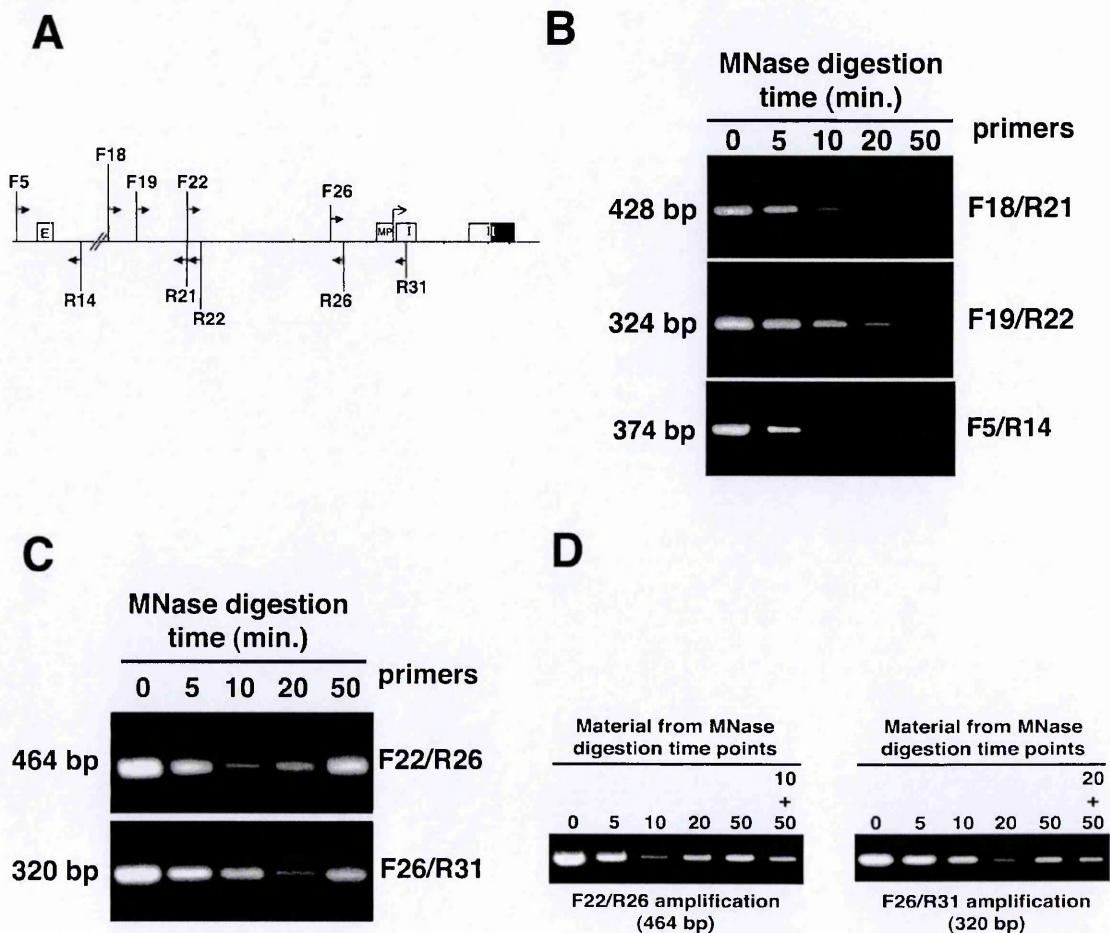 A
F18
F5
F19
F22
F26
E
MP
I
I
R14
R21
R22
R26
R31
B
MNase digestion
time (min.)
0 5 10 20 50 primers
428 bp F18/R21
324 bp F19/R22
374 bp F5/R14
C
MNase digestion
time (min.)
0 5 10 20 50 primers
464 bp F22/R26
320 bp F26/R31
D
Material from MNase
digestion time points
10
+
0 5 10 20 50 50
F22/R26 amplification
(464 bp)
Material from MNase
digestion time points
20
+
0 5 10 20 50 50
F26/R31 amplification
(320 bp)